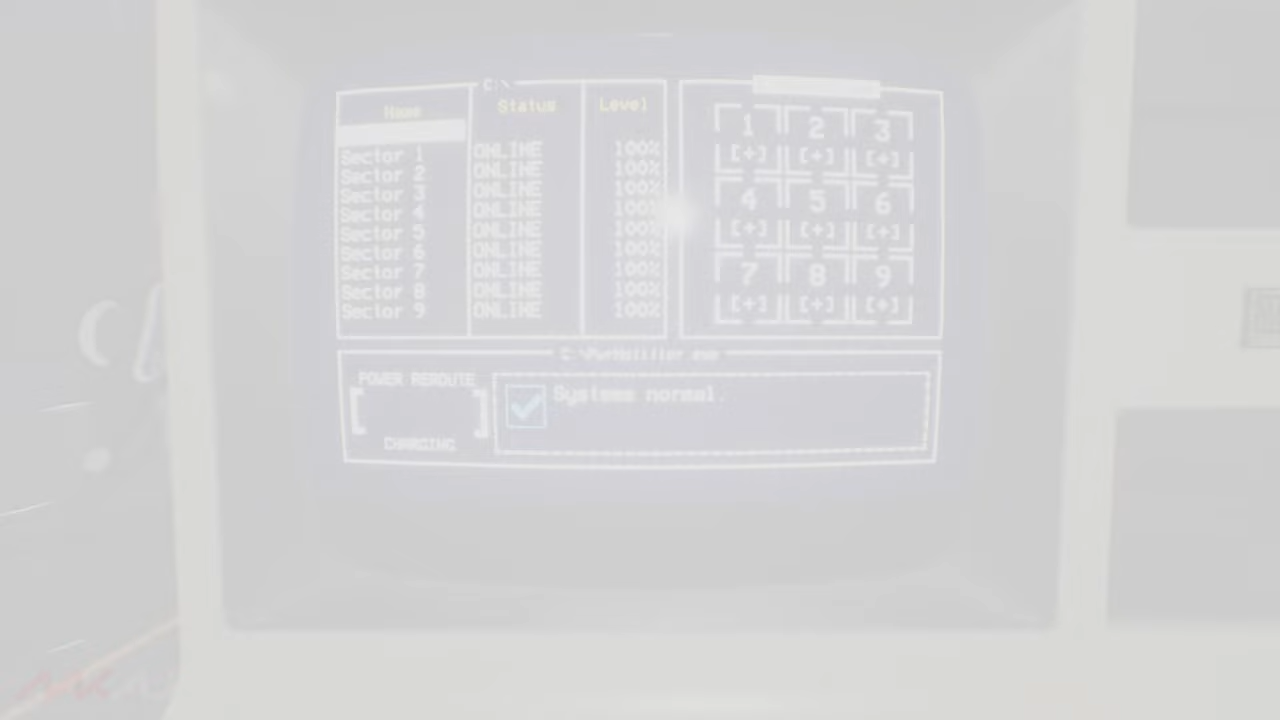 C:\
Name Status Level
Sector 1 ONLINE 100%
Sector 2 ONLINE 100%
Sector 3 ONLINE 100%
Sector 4 ONLINE 100%
Sector 5 ONLINE 100%
Sector 6 ONLINE 100%
Sector 7 ONLINE 100%
Sector 8 ONLINE 100%
Sector 9 ONLINE 100%
1 2 3
[+] [+] [+]
4 5 6
[+] [+] [+]
7 8 9
[+] [+] [+]
POWER REROUTE
CHARGING
Systems normal.